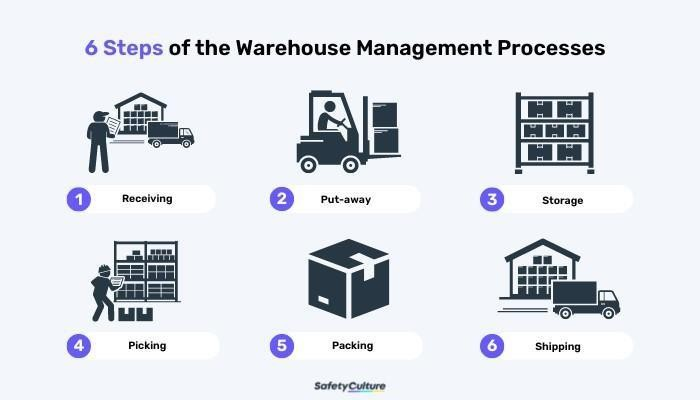 6 Steps of the Warehouse Management Processes
1 Receiving
2 Put-away
3 Storage
4 Picking
5 Packing
6 Shipping
SafetyCulture